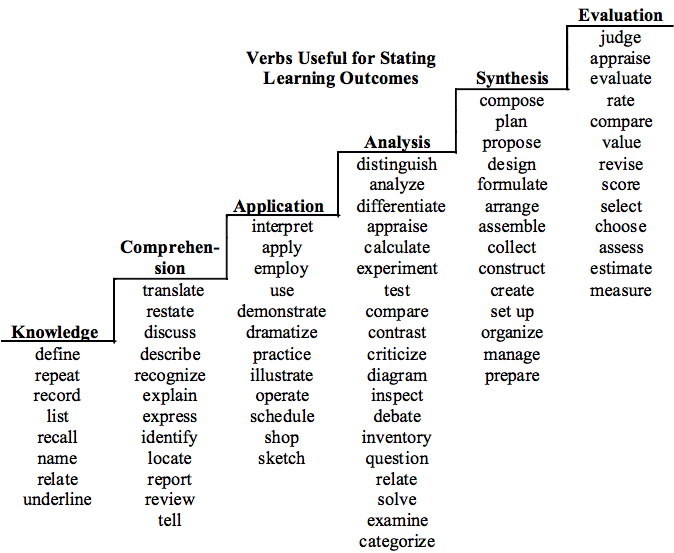 Verbs Useful for Stating
Learning Outcomes
Knowledge
define
repeat
record
list
recall
name
relate
underline
Comprehen-
sion
translate
restate
discuss
describe
recognize
explain
express
identify
locate
report
review
tell
Application
interpret
apply
employ
use
demonstrate
dramatize
practice
illustrate
operate
schedule
shop
sketch
Analysis
distinguish
analyze
differentiate
appraise
calculate
experiment
test
compare
contrast
criticize
diagram
inspect
debate
inventory
question
relate
solve
examine
categorize
Synthesis
compose
plan
propose
design
formulate
arrange
assemble
collect
construct
create
set up
organize
manage
prepare
Evaluation
judge
appraise
evaluate
rate
compare
value
revise
score
select
choose
assess
estimate
measure